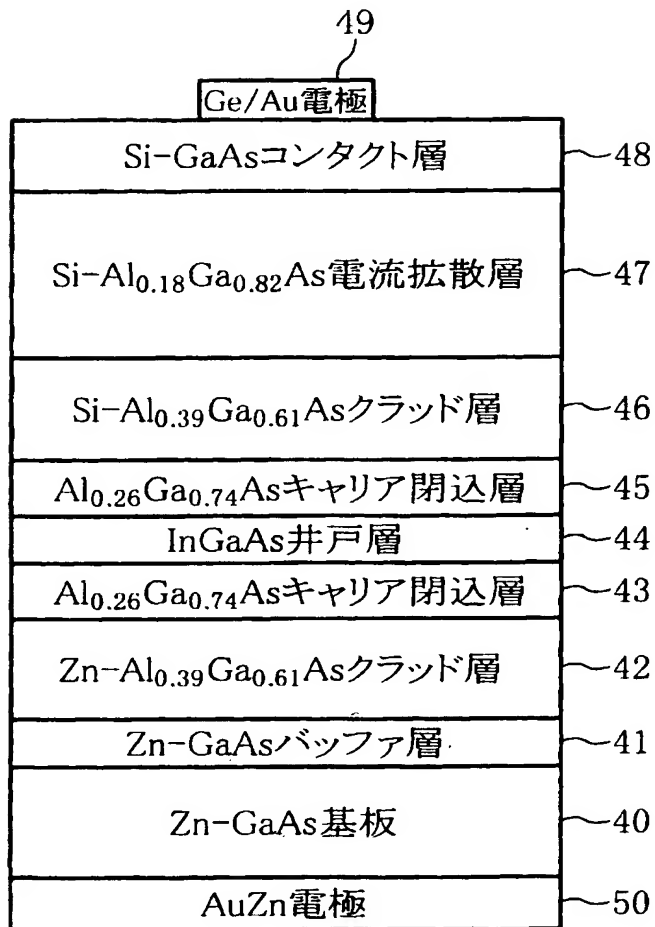 49
Ge/Au電極
Si-GaAsコンタクト層 48
Si-Al0.18Ga0.82As電流拡散層 47
Si-Al0.39Ga0.61Asクラッド層 46
Al0.26Ga0.74Asキャリア閉込層 45
InGaAs井戸層 44
Al0.26Ga0.74Asキャリア閉込層 43
Zn-Al0.39Ga0.61Asクラッド層 42
Zn-GaAsバッファ層 41
Zn-GaAs基板 40
AuZn電極 50